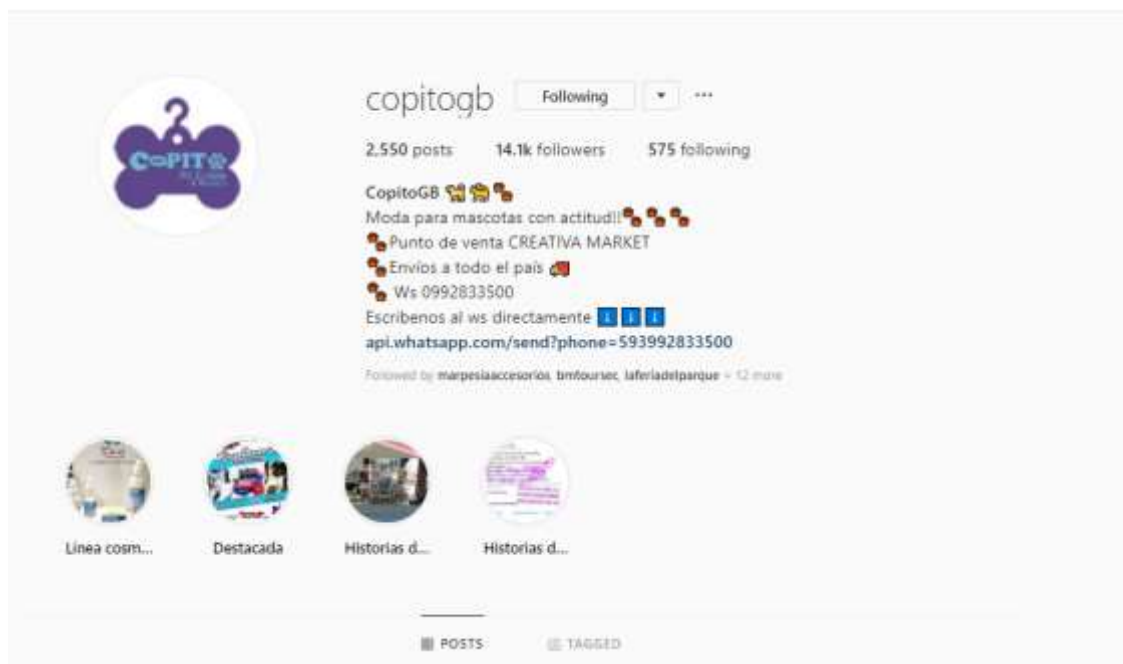 COPITO
copitogb Following
2,550 posts 14.1k followers 575 following
CopitoGB
Moda para mascotas con actitud!!
Punto de venta CREATIVA MARKET
Envíos a todo el país
Ws 0992833500
Escribenos al ws directamente
api.whatsapp.com/send?phone=593992833500
Followed by marpesiaaccesorios, bmtoursec, laferiadelparque + 12 more
Linea cosm... Destacada Historias d... Historias d...
POSTS TAGGED